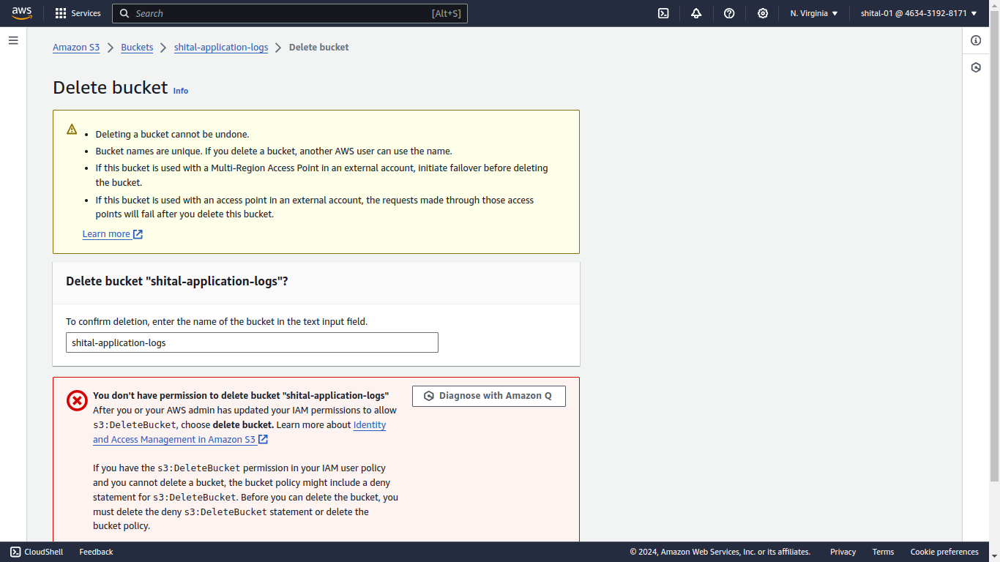 aws
Services
Search [Alt+S]
N. Virginia
shital-01 @ 4634-3192-8171
Amazon S3 Buckets shital-application-logs Delete bucket
Delete bucket Info
Deleting a bucket cannot be undone.
Bucket names are unique. If you delete a bucket, another AWS user can use the name.
If this bucket is used with a Multi-Region Access Point in an external account, initiate failover before deleting
the bucket.
If this bucket is used with an access point in an external account, the requests made through those access
points will fail after you delete this bucket.
Learn more
Delete bucket "shital-application-logs"?
To confirm deletion, enter the name of the bucket in the text input field.
shital-application-logs
You don't have permission to delete bucket "shital-application-logs"
After you or your AWS admin has updated your IAM permissions to allow
s3:DeleteBucket, choose delete bucket. Learn more about Identity
and Access Management in Amazon S3
Diagnose with Amazon Q
If you have the s3:DeleteBucket permission in your IAM user policy
and you cannot delete a bucket, the bucket policy might include a deny
statement for s3:DeleteBucket. Before you can delete the bucket, you
must delete the deny s3:DeleteBucket statement or delete the
bucket policy.
CloudShell Feedback © 2024, Amazon Web Services, Inc. or its affiliates. Privacy Terms Cookie preferences